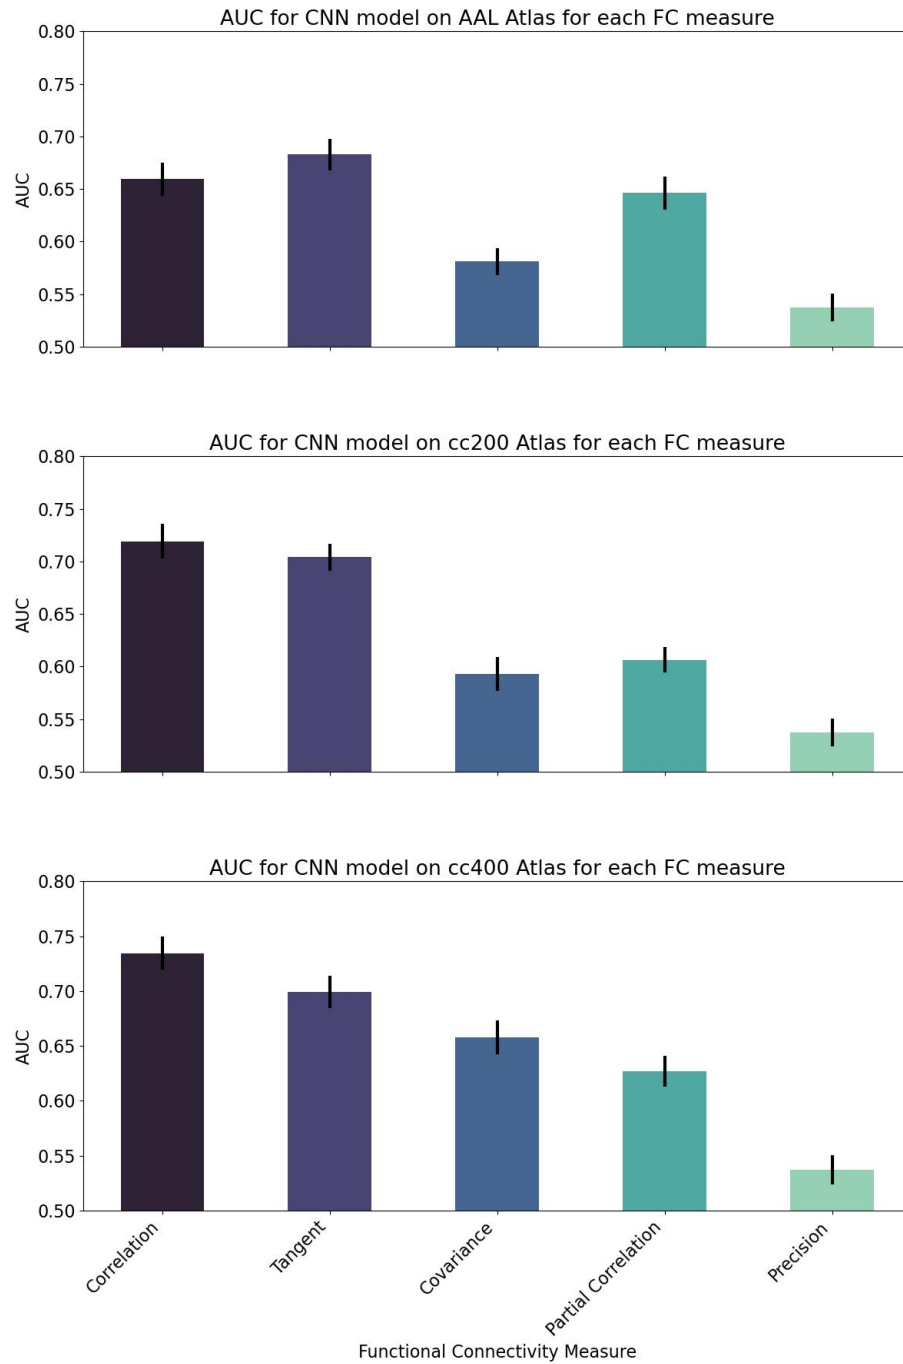 AUC for CNN model on AAL Atlas for each FC measure
0.80
0.75
0.70
0.65
0.60
0.55
0.50
AUC
AUC for CNN model on cc200 Atlas for each FC measure
0.80
0.75
0.70
0.65
0.60
0.55
0.50
AUC
AUC for CNN model on cc400 Atlas for each FC measure
0.80
0.75
0.70
0.65
0.60
0.55
0.50
AUC
Correlation
Tangent
Covariance
Partial Correlation
Precision
Functional Connectivity Measure